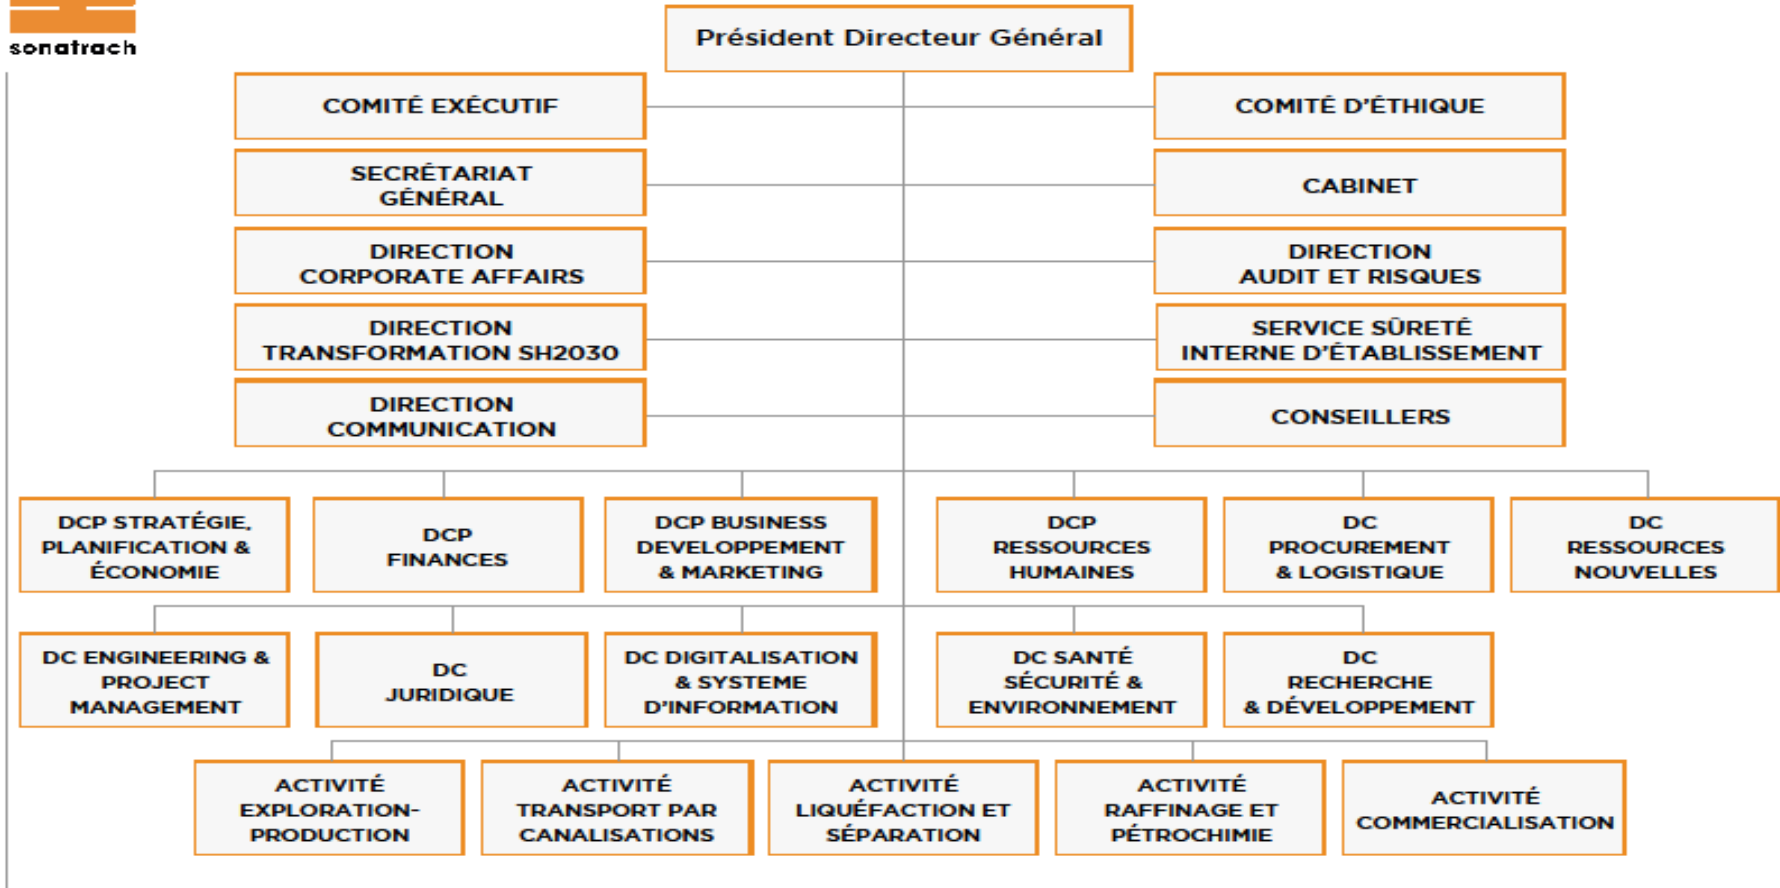 sonatrach
Président Directeur Général
COMITÉ EXÉCUTIF
COMITÉ D'ÉTHIQUE
SECRÉTARIAT
GÉNÉRAL
CABINET
DIRECTION
CORPORATE AFFAIRS
DIRECTION
AUDIT ET RISQUES
DIRECTION
TRANSFORMATION SH2030
SERVICE SÛRETÉ
INTERNE D'ÉTABLISSEMENT
DIRECTION
COMMUNICATION
CONSEILLERS
DCP STRATÉGIE,
PLANIFICATION &
ÉCONOMIE
DCP
FINANCES
DCP BUSINESS
DEVELOPPEMENT
& MARKETING
DCP
RESSOURCES
HUMAINES
DC
PROCUREMENT
& LOGISTIQUE
DC
RESSOURCES
NOUVELLES
DC ENGINEERING &
PROJECT
MANAGEMENT
DC
JURIDIQUE
DC DIGITALISATION
& SYSTEME
D'INFORMATION
DC SANTÉ
SÉCURITÉ &
ENVIRONNEMENT
DC
RECHERCHE
& DÉVELOPPEMENT
ACTIVITÉ
EXPLORATION-
PRODUCTION
ACTIVITÉ
TRANSPORT PAR
CANALISATIONS
ACTIVITÉ
LIQUÉFACTION ET
SÉPARATION
ACTIVITÉ
RAFFINAGE ET
PÉTROCHIMIE
ACTIVITÉ
COMMERCIALISATION